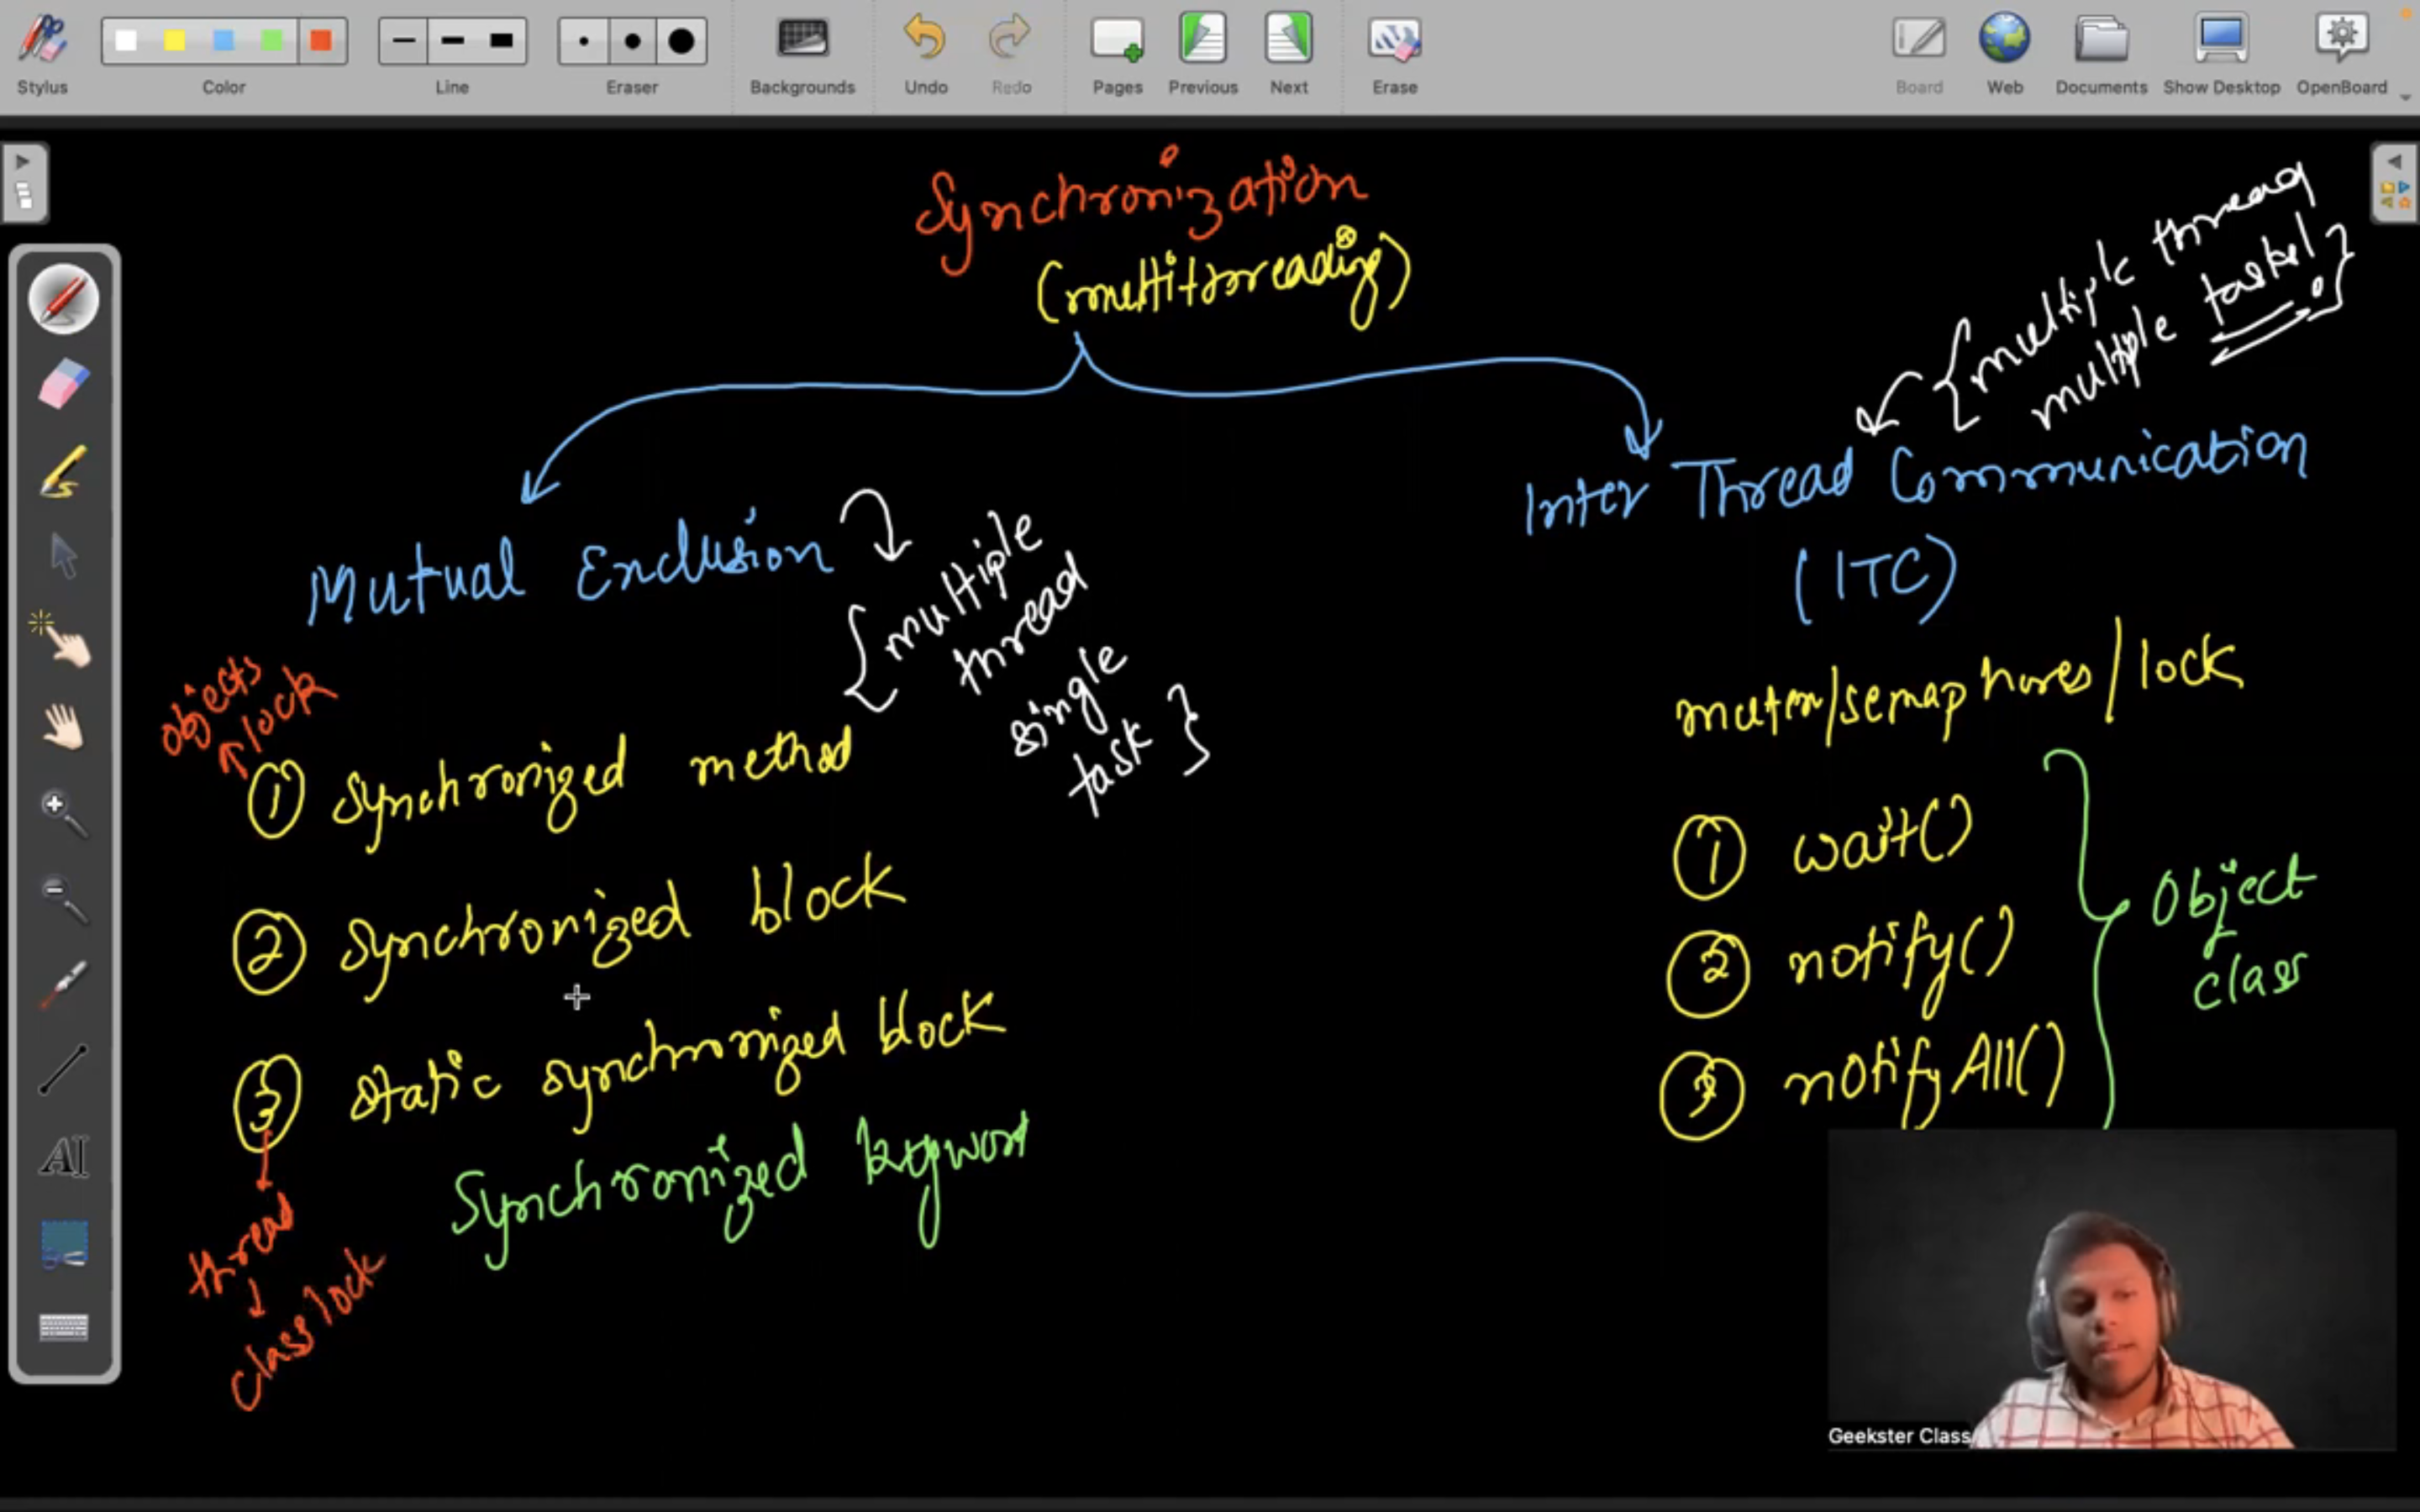 Stylus
Color
Line
Eraser
Backgrounds
Undo
Redo
Pages
Previous
Next
Erase
Board
Web
Documents
Show Desktop
OpenBoard
Synchronization
(multithreading)
{multiple thread
multiple tasks!}
Mutual Exclusion
{multiple
thread
single
task}
Inter Thread Communication
(ITC)
mutex/semaphores/lock
objects
lock
① synchronized method
② synchronized block
③ static synchronized block
Synchronized keyword
thread
class lock
① wait()
② notify()
③ notifyAll()
Object
class
AI
Geekster Class